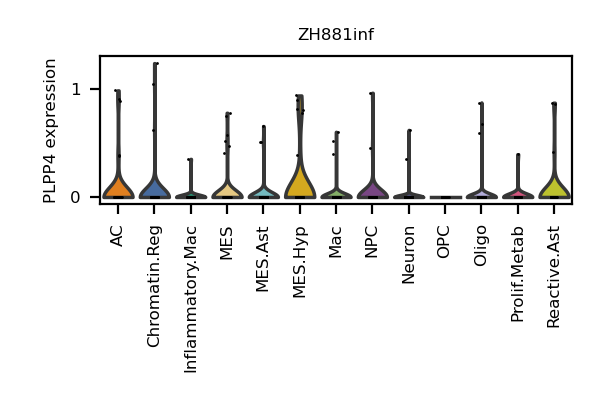 ZH881inf
PLPP4 expression
1
0
AC
Chromatin.Reg
Inflammatory.Mac
MES
MES.Ast
MES.Hyp
Mac
NPC
Neuron
OPC
Oligo
Prolif.Metab
Reactive.Ast